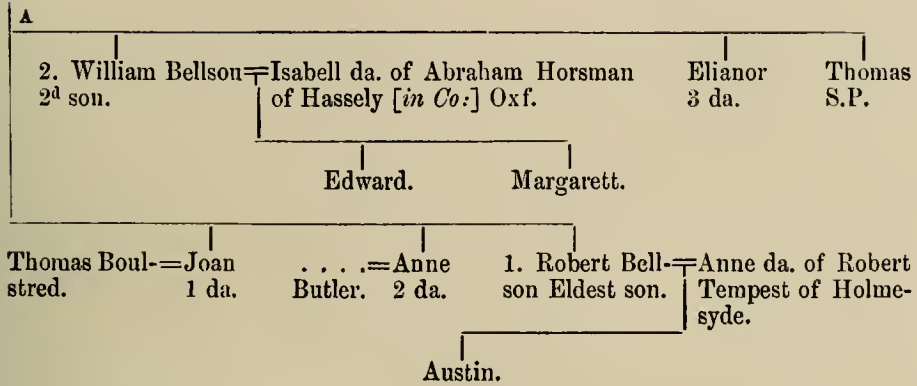 A
2. William Bellson=Isabell da. of Abraham Horsman Elianor Thomas
2d son. of Hassely [in Co:] Oxf. 3 da. S.P.
Edward. Margarett.
Thomas Boul-=Joan . . . .=Anne 1. Robert Bell-=Anne da. of Robert
stred. 1 da. Butler. 2 da. son Eldest son. Tempest of Holme-
syde.
Austin.